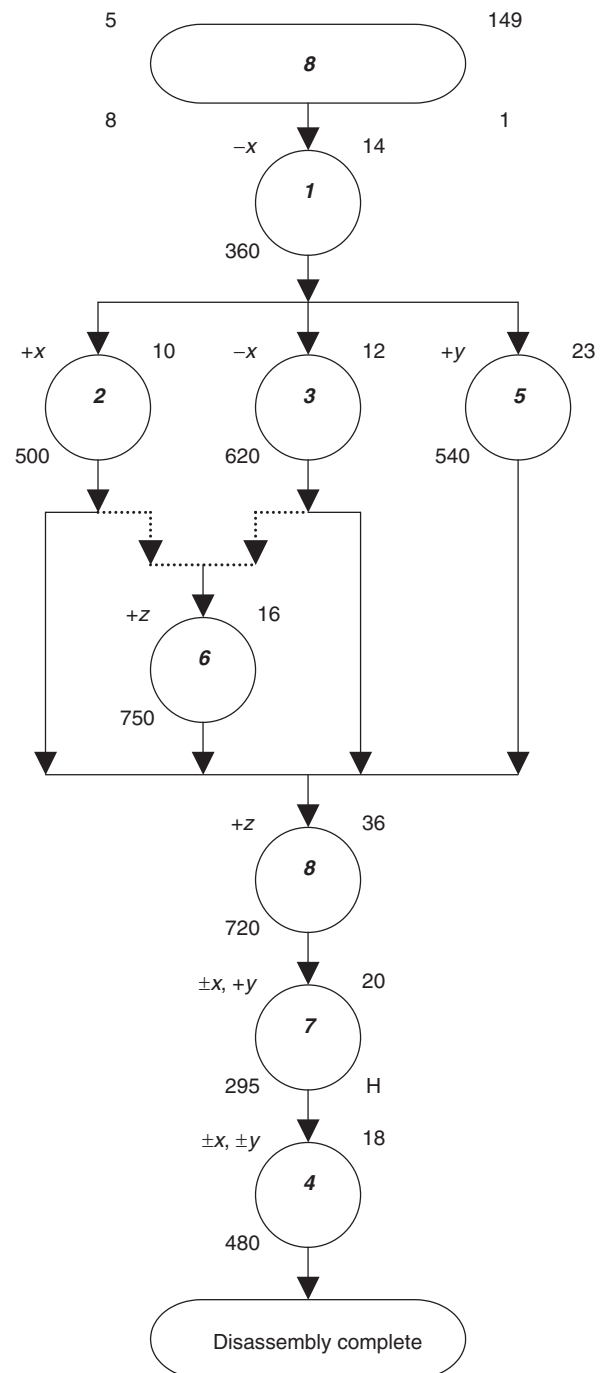 5 149
8
8 1
−x 14
1
360
+x 10 −x 12 +y 23
2 3 5
500 620 540
+z 16
6
750
+z 36
8
720
±x, +y 20
7
295 H
±x, ±y 18
4
480
Disassembly complete